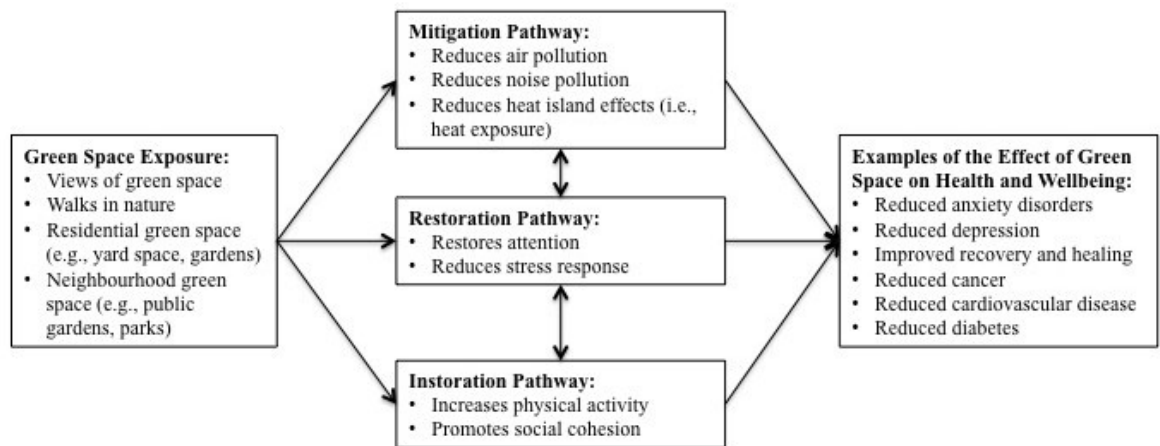 Mitigation Pathway:
• Reduces air pollution
• Reduces noise pollution
• Reduces heat island effects (i.e.,
heat exposure)
Green Space Exposure:
• Views of green space
• Walks in nature
• Residential green space
(e.g., yard space, gardens)
• Neighbourhood green
space (e.g., public
gardens, parks)
Restoration Pathway:
• Restores attention
• Reduces stress response
Instoration Pathway:
• Increases physical activity
• Promotes social cohesion
Examples of the Effect of Green
Space on Health and Wellbeing:
• Reduced anxiety disorders
• Reduced depression
• Improved recovery and healing
• Reduced cancer
• Reduced cardiovascular disease
• Reduced diabetes